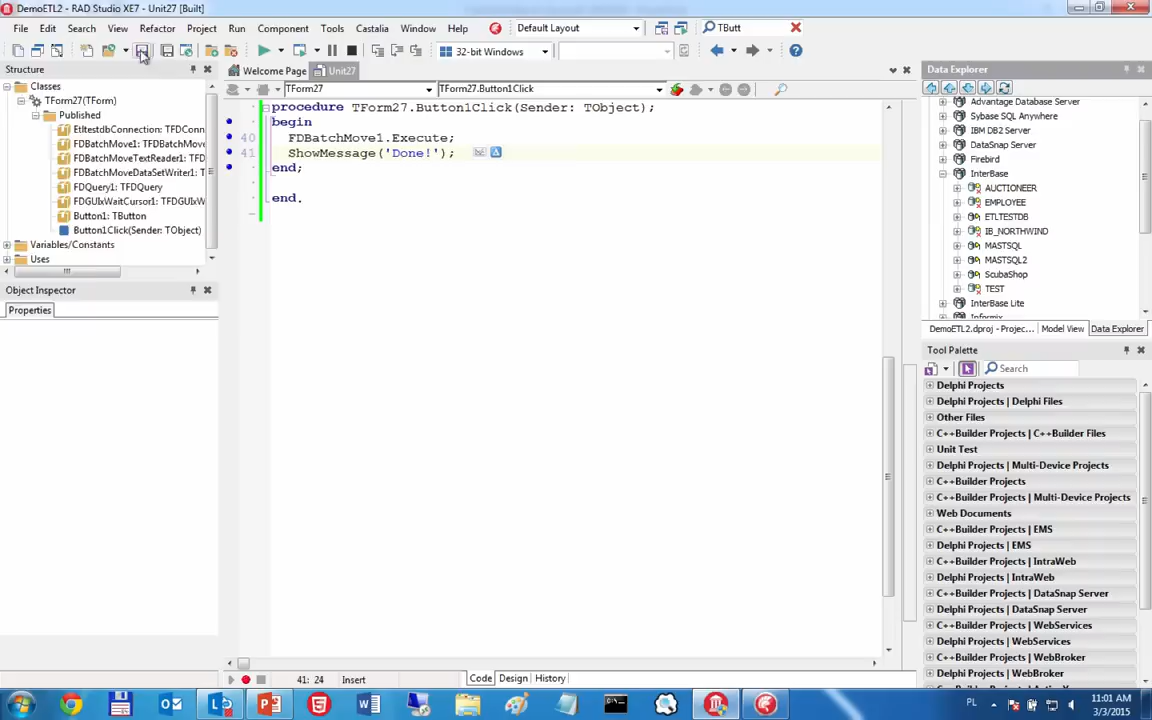 DemoETL2 - RAD Studio XE7 - Unit27 [Built]
File Edit Search View Refactor Project Run Component Tools Castalia Window Help Default Layout TButt
32-bit Windows
Structure
Classes
TForm27(TForm)
Published
EtltestdbConnection: TFDConn
FDBatchMove1: TFDBatchMove
FDBatchMoveTextReader1: TFD
FDBatchMoveDataSetWriter1: T
FDQuery1: TFDQuery
FDGUIxWaitCursor1: TFDGUIxW
Button1: TButton
Button1Click(Sender: TObject)
Variables/Constants
Uses
Object Inspector
Properties
Welcome Page Unit27
TForm27 TForm27.Button1Click
procedure TForm27.Button1Click(Sender: TObject);
begin
40 FDBatchMove1.Execute;
41 ShowMessage('Done!');
end;
end.
41: 24 Insert Code Design History
Data Explorer
Advantage Database Server
Sybase SQL Anywhere
IBM DB2 Server
DataSnap Server
Firebird
InterBase
AUCTIONEER
EMPLOYEE
ETLTESTDB
IB_NORTHWIND
MASTSQL
MASTSQL2
ScubaShop
TEST
InterBase Lite
Informix
DemoETL2.dproj - Projec... Model View Data Explorer
Tool Palette
Search
Delphi Projects
Delphi Projects | Delphi Files
Other Files
C++Builder Projects | C++Builder Files
Unit Test
Delphi Projects | Multi-Device Projects
C++Builder Projects
C++Builder Projects | Multi-Device Projects
Web Documents
C++Builder Projects | EMS
Delphi Projects | EMS
C++Builder Projects | IntraWeb
Delphi Projects | IntraWeb
C++Builder Projects | DataSnap Server
Delphi Projects | DataSnap Server
C++Builder Projects | WebServices
Delphi Projects | WebServices
C++Builder Projects | WebBroker
Delphi Projects | WebBroker
PL 11:01 AM
3/3/2015